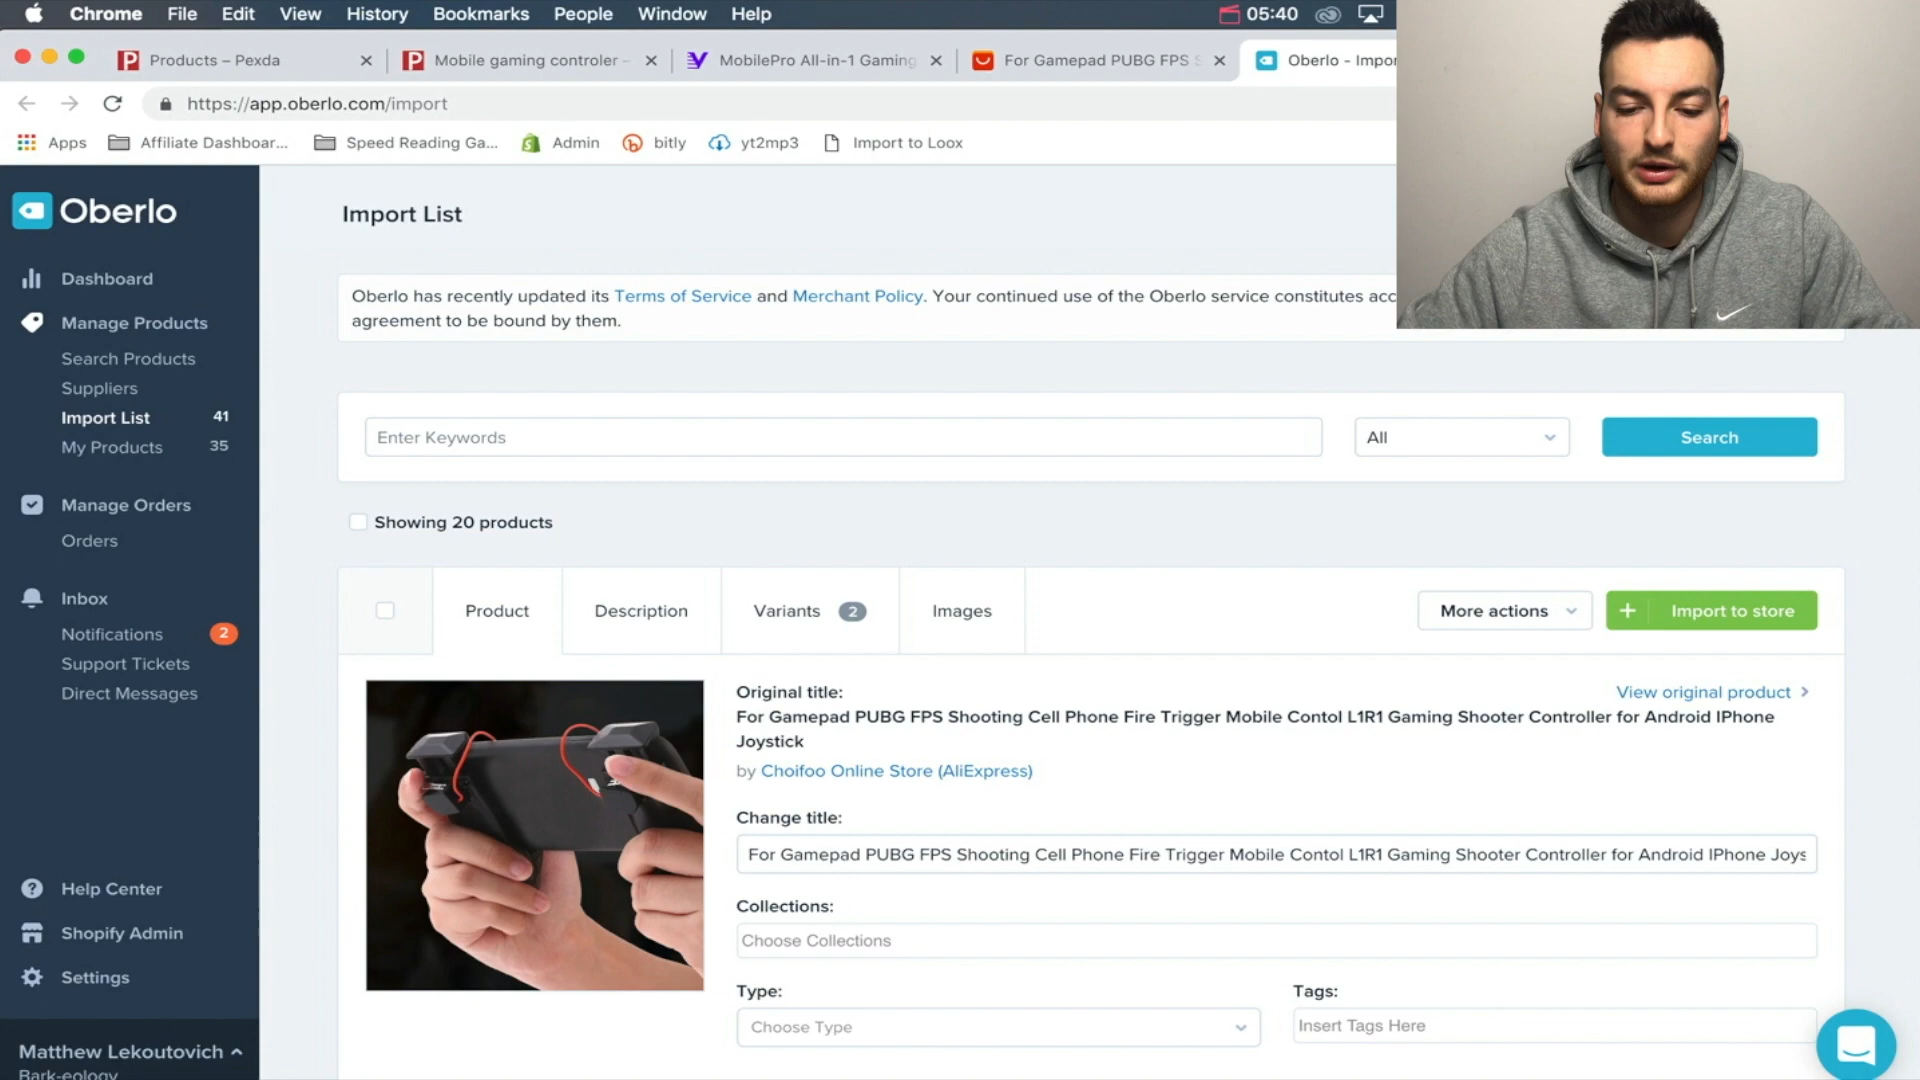 Chrome File Edit View History Bookmarks People Window Help 05:40
Products – Pexda Mobile gaming controler – MobilePro All-in-1 Gaming For Gamepad PUBG FPS S Oberlo - Impor
https://app.oberlo.com/import
Apps Affiliate Dashboar... Speed Reading Ga... Admin bitly yt2mp3 Import to Loox
Oberlo
Dashboard
Manage Products
Search Products
Suppliers
Import List 41
My Products 35
Manage Orders
Orders
Inbox
Notifications 2
Support Tickets
Direct Messages
Help Center
Shopify Admin
Settings
Matthew Lekoutovich
Bark-eology
Import List
Oberlo has recently updated its Terms of Service and Merchant Policy. Your continued use of the Oberlo service constitutes acc
agreement to be bound by them.
Enter Keywords All Search
Showing 20 products
Product Description Variants 2 Images More actions + Import to store
Original title: View original product
For Gamepad PUBG FPS Shooting Cell Phone Fire Trigger Mobile Contol L1R1 Gaming Shooter Controller for Android IPhone
Joystick
by Choifoo Online Store (AliExpress)
Change title:
For Gamepad PUBG FPS Shooting Cell Phone Fire Trigger Mobile Contol L1R1 Gaming Shooter Controller for Android IPhone Joys
Collections:
Choose Collections
Type: Tags:
Choose Type Insert Tags Here